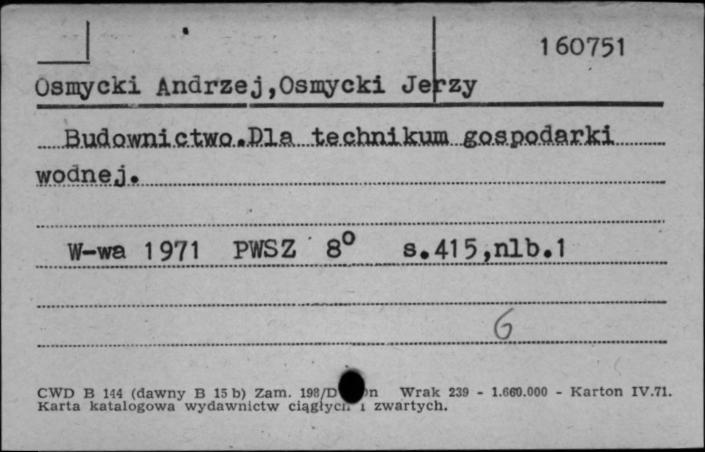 160751
Osmycki Andrzej,Osmycki Jerzy
Budownictwo.Dla technikum gospodarki
wodnej.
W-wa 1971 PWSZ 8° s.415,nlb.1
6
CWD B 144 (dawny B 15 b) Zam. Wrak 239 - 1.660.000 - Karton IV.71.
Karta katalogowa wydawnictw ciągłych i zwartych.